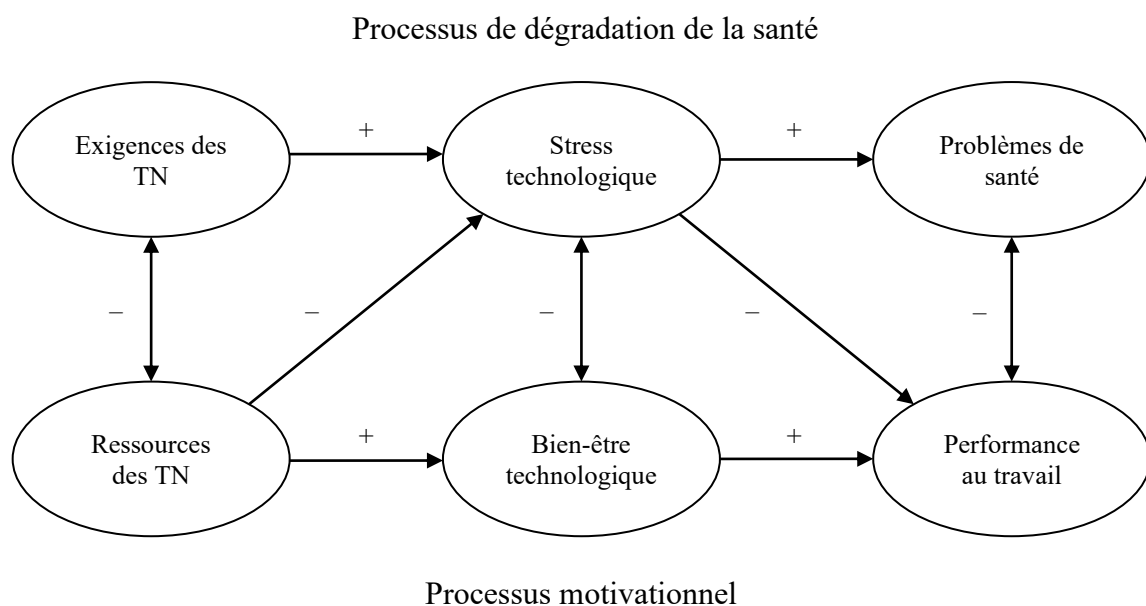 Processus de dégradation de la santé
Exigences des
TN
+
Stress
technologique
+
Problèmes de
santé
–
–
–
–
–
Ressources
des TN
+
Bien-être
technologique
+
Performance
au travail
Processus motivationnel